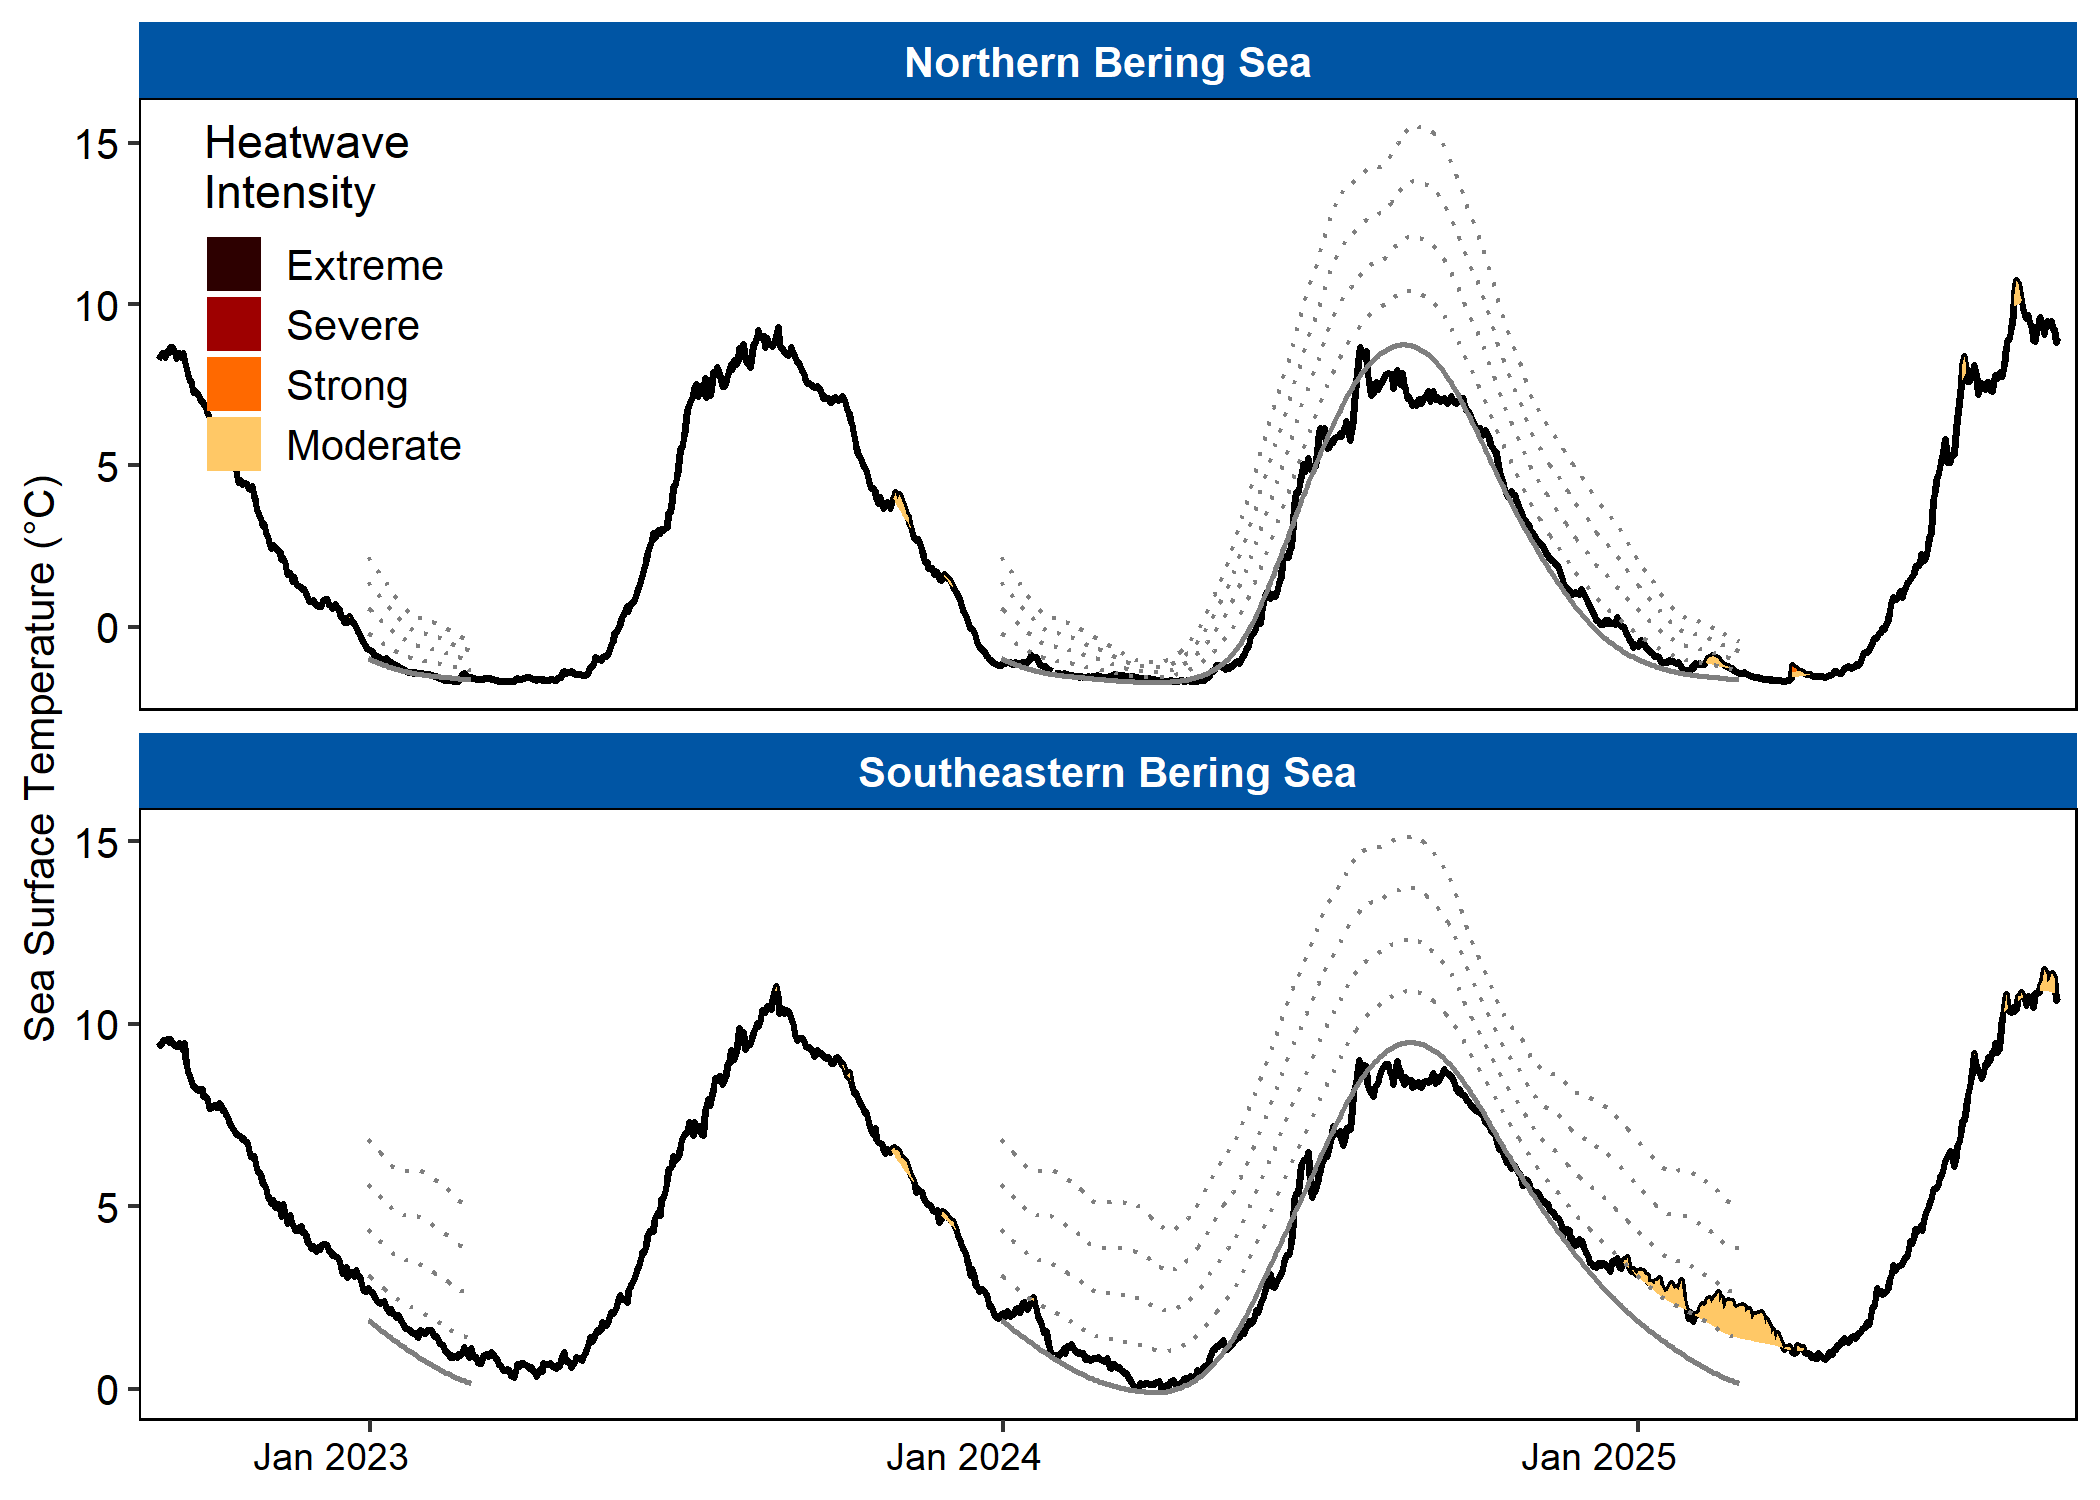 Northern Bering Sea
Heatwave
Intensity
Extreme
Severe
Strong
Moderate
15
10
5
0
Sea Surface Temperature (°C)
Southeastern Bering Sea
15
10
5
0
Jan 2023
Jan 2024
Jan 2025